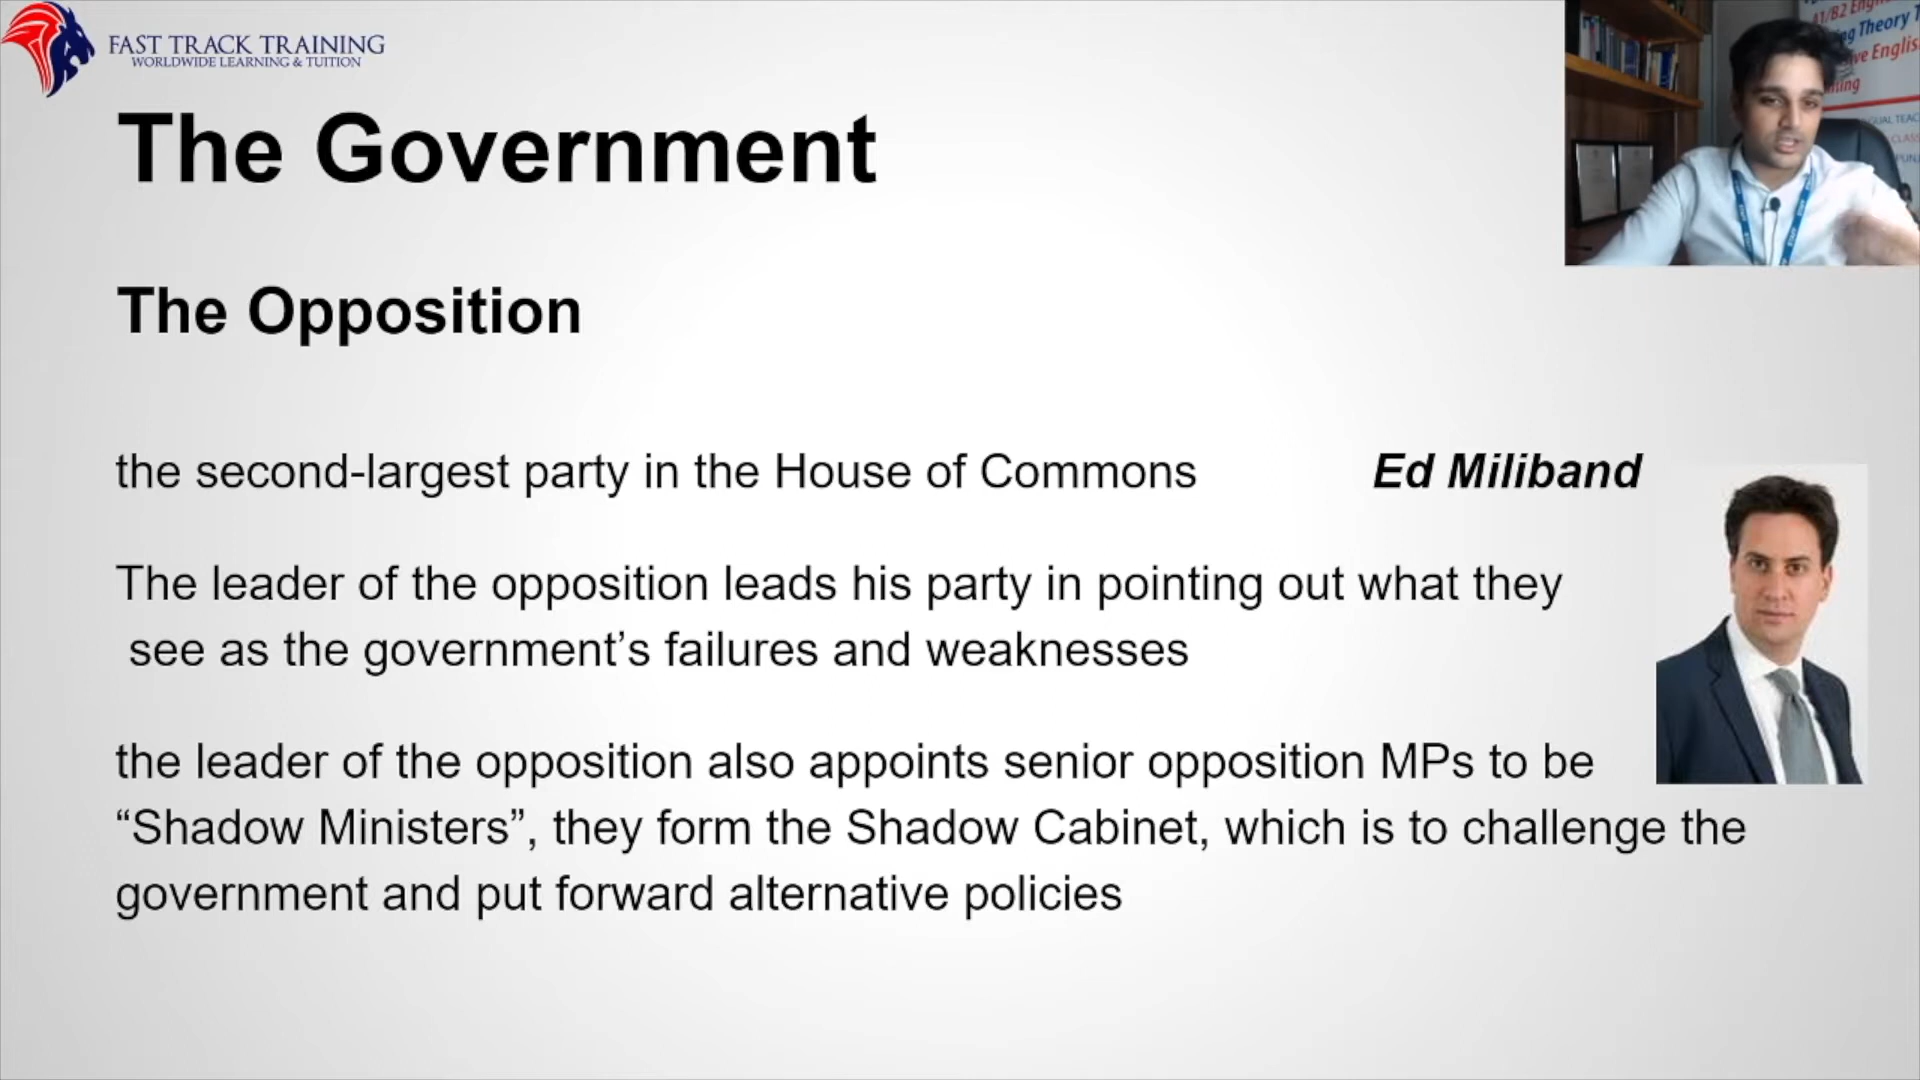 FAST TRACK TRAINING
WORLDWIDE LEARNING & TUITION
The Government
The Opposition
the second-largest party in the House of Commons
Ed Miliband
The leader of the opposition leads his party in pointing out what they
see as the government’s failures and weaknesses
the leader of the opposition also appoints senior opposition MPs to be
“Shadow Ministers”, they form the Shadow Cabinet, which is to challenge the
government and put forward alternative policies
A1/B2
Theory